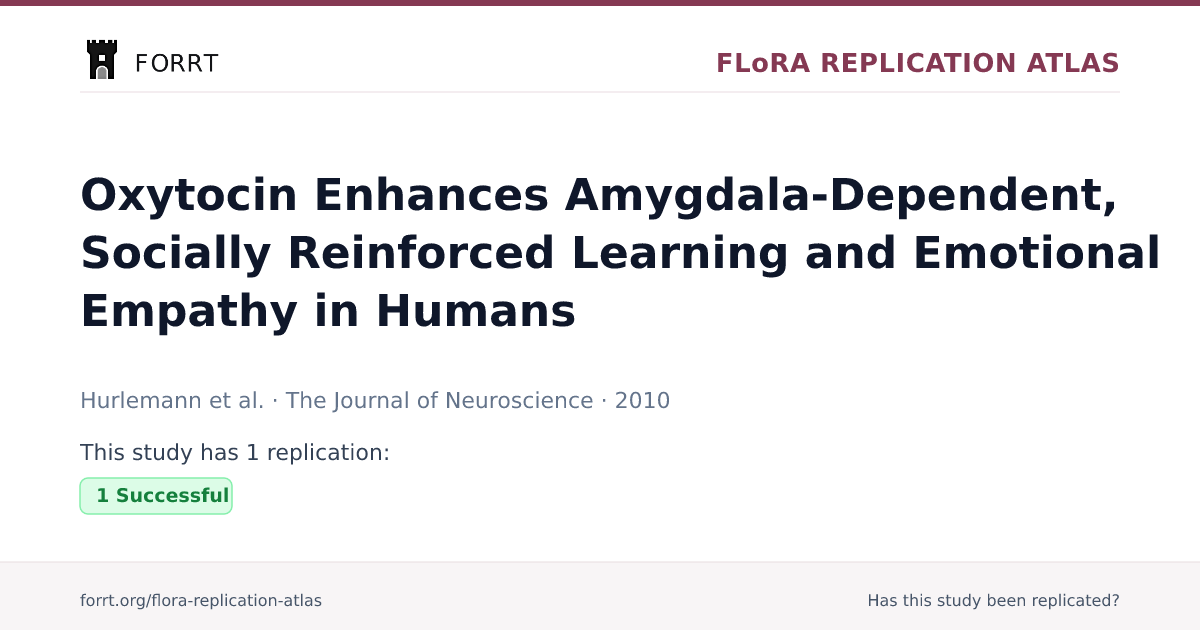 FORRT
FLoRA REPLICATION ATLAS
Oxytocin Enhances Amygdala-Dependent,
Socially Reinforced Learning and Emotional
Empathy in Humans
Hurlemann et al. · The Journal of Neuroscience · 2010
This study has 1 replication:
1 Successful
forrt.org/flora-replication-atlas
Has this study been replicated?